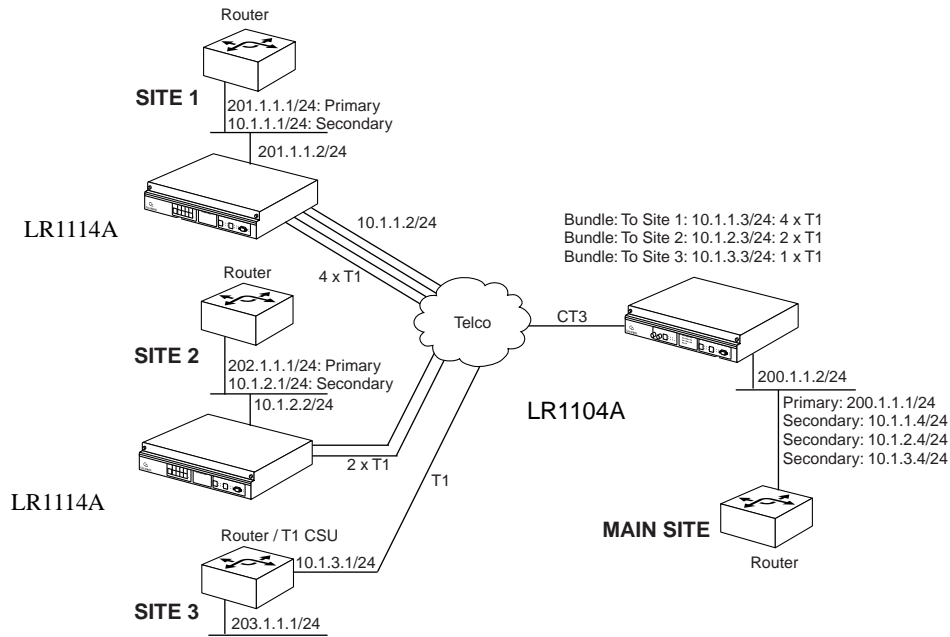 Router
SITE 1
201.1.1.1/24: Primary
10.1.1.1/24: Secondary
201.1.1.2/24
LR1114A
10.1.1.2/24
4 x T1
Bundle: To Site 1: 10.1.1.3/24: 4 x T1
Bundle: To Site 2: 10.1.2.3/24: 2 x T1
Bundle: To Site 3: 10.1.3.3/24: 1 x T1
Router
SITE 2
202.1.1.1/24: Primary
10.1.2.1/24: Secondary
10.1.2.2/24
Telco
CT3
LR1104A
200.1.1.2/24
Primary: 200.1.1.1/24
Secondary: 10.1.1.4/24
Secondary: 10.1.2.4/24
Secondary: 10.1.3.4/24
LR1114A
2 x T1
T1
MAIN SITE
Router
Router / T1 CSU
10.1.3.1/24
SITE 3
203.1.1.1/24